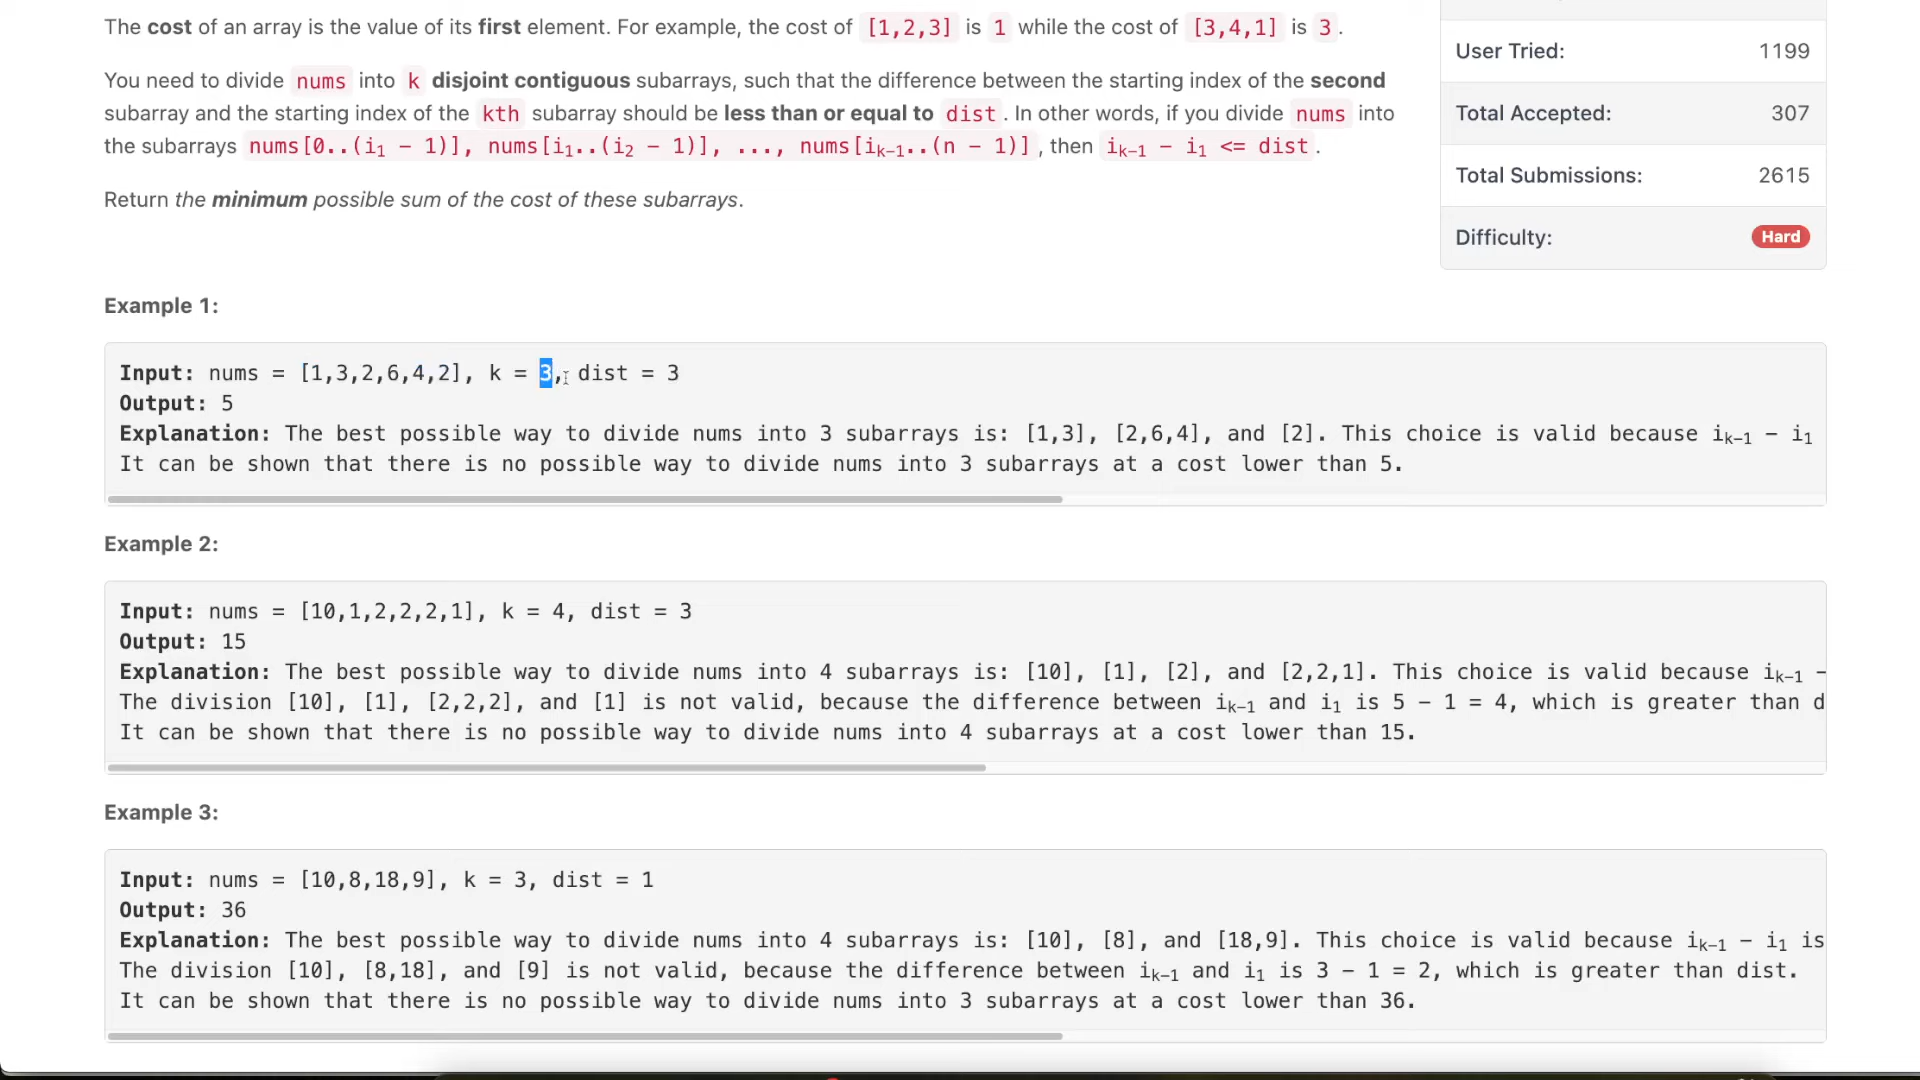 The cost of an array is the value of its first element. For example, the cost of [1,2,3] is 1 while the cost of [3,4,1] is 3.
You need to divide nums into k disjoint contiguous subarrays, such that the difference between the starting index of the second
subarray and the starting index of the kth subarray should be less than or equal to dist. In other words, if you divide nums into
the subarrays nums[0..(i1 - 1)], nums[i1..(i2 - 1)], ..., nums[ik-1..(n - 1)], then ik-1 - i1 <= dist.
Return the minimum possible sum of the cost of these subarrays.
User Tried: 1199
Total Accepted: 307
Total Submissions: 2615
Difficulty: Hard
Example 1:
Input: nums = [1,3,2,6,4,2], k = 3, dist = 3
Output: 5
Explanation: The best possible way to divide nums into 3 subarrays is: [1,3], [2,6,4], and [2]. This choice is valid because ik-1 - i1
It can be shown that there is no possible way to divide nums into 3 subarrays at a cost lower than 5.
Example 2:
Input: nums = [10,1,2,2,2,1], k = 4, dist = 3
Output: 15
Explanation: The best possible way to divide nums into 4 subarrays is: [10], [1], [2], and [2,2,1]. This choice is valid because ik-1 -
The division [10], [1], [2,2,2], and [1] is not valid, because the difference between ik-1 and i1 is 5 - 1 = 4, which is greater than d
It can be shown that there is no possible way to divide nums into 4 subarrays at a cost lower than 15.
Example 3:
Input: nums = [10,8,18,9], k = 3, dist = 1
Output: 36
Explanation: The best possible way to divide nums into 4 subarrays is: [10], [8], and [18,9]. This choice is valid because ik-1 - i1 is
The division [10], [8,18], and [9] is not valid, because the difference between ik-1 and i1 is 3 - 1 = 2, which is greater than dist.
It can be shown that there is no possible way to divide nums into 3 subarrays at a cost lower than 36.